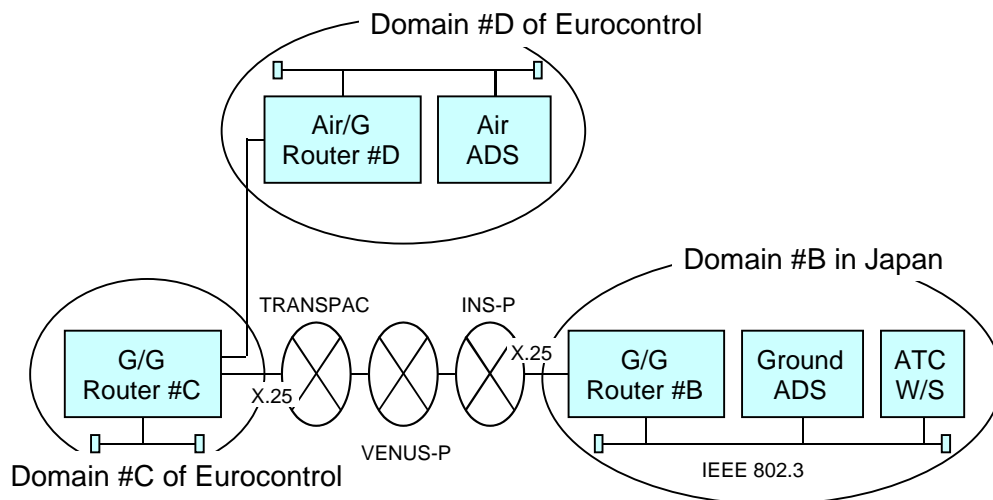 Domain #D of Eurocontrol
Air/G
Router #D
Air
ADS
Domain #B in Japan
TRANSPAC
INS-P
G/G
Router #C
X.25
X.25
G/G
Router #B
Ground
ADS
ATC
W/S
VENUS-P
Domain #C of Eurocontrol
IEEE 802.3